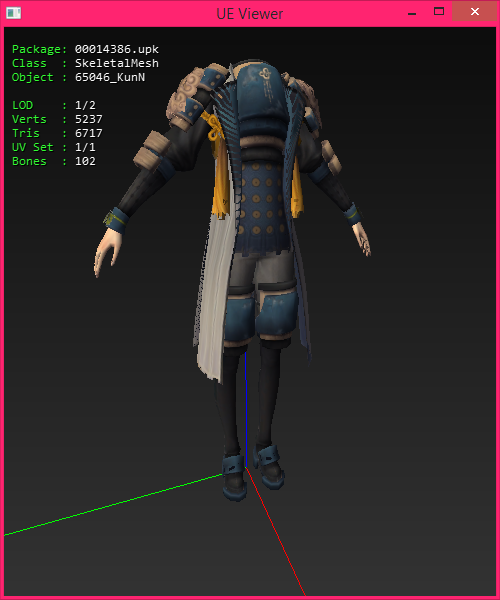 UE Viewer
Package: 00014386.upk
Class  : SkeletalMesh
Object : 65046_KunN
LOD    : 1/2
Verts  : 5237
Tris   : 6717
UV Set : 1/1
Bones  : 102